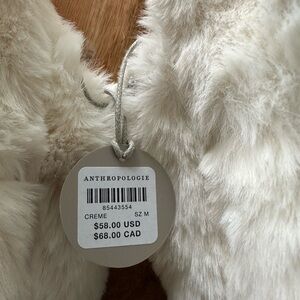 ANTHROPOLOGIE
85443554
CREME SZ M
$58.00 USD
$68.00 CAD